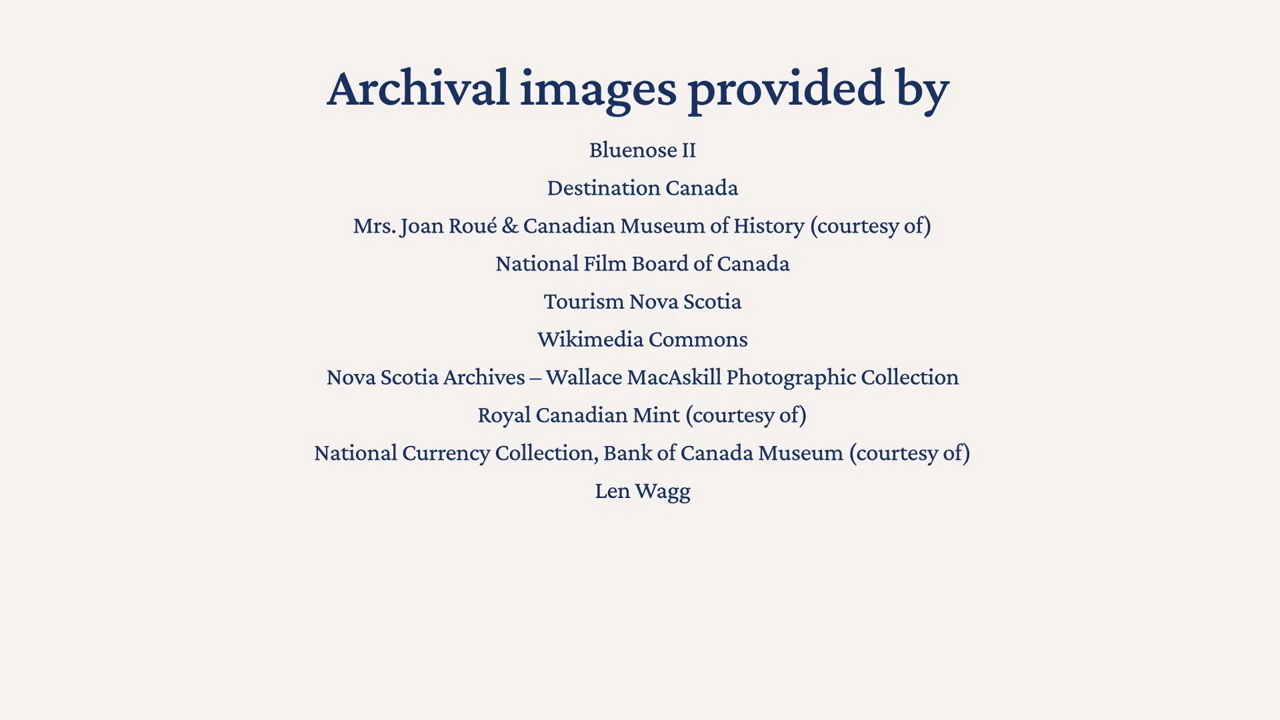 Archival images provided by
Bluenose II
Destination Canada
Mrs. Joan Roué & Canadian Museum of History (courtesy of)
National Film Board of Canada
Tourism Nova Scotia
Wikimedia Commons
Nova Scotia Archives – Wallace MacAskill Photographic Collection
Royal Canadian Mint (courtesy of)
National Currency Collection, Bank of Canada Museum (courtesy of)
Len Wagg